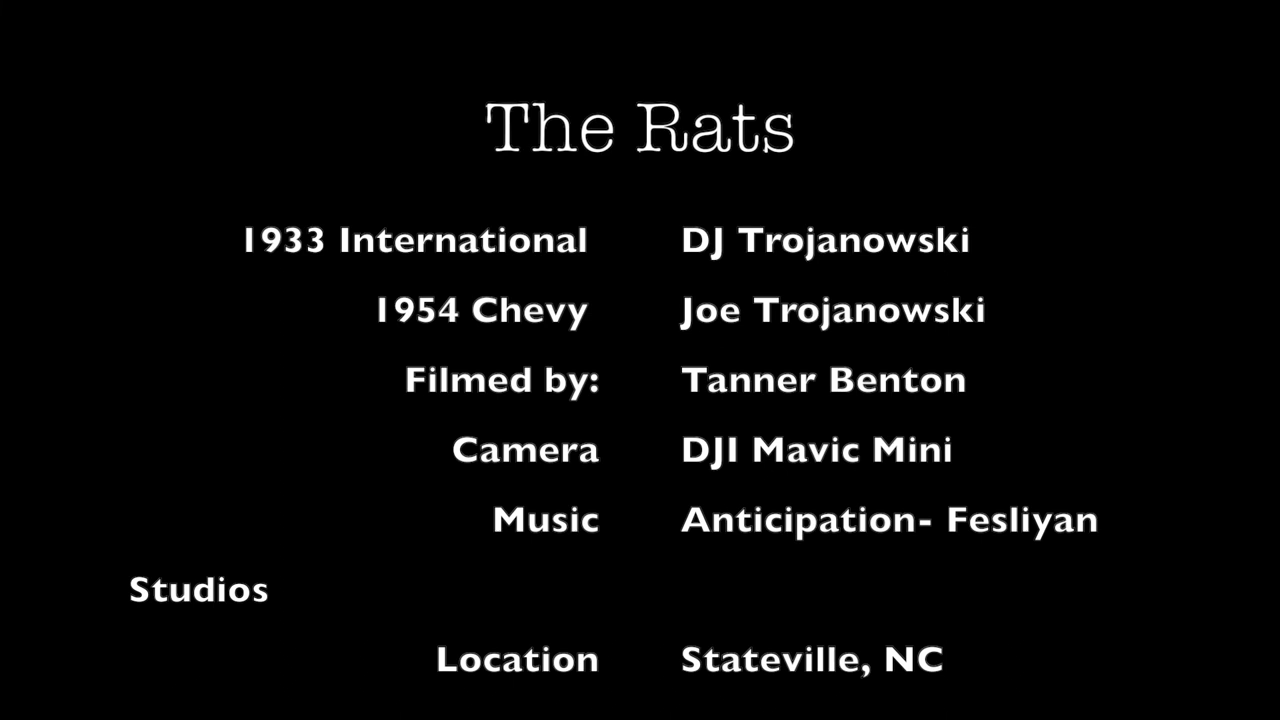 The Rats
1933 International DJ Trojanowski
1954 Chevy Joe Trojanowski
Filmed by: Tanner Benton
Camera DJI Mavic Mini
Music Anticipation- Fesliyan
Studios
Location Stateville, NC